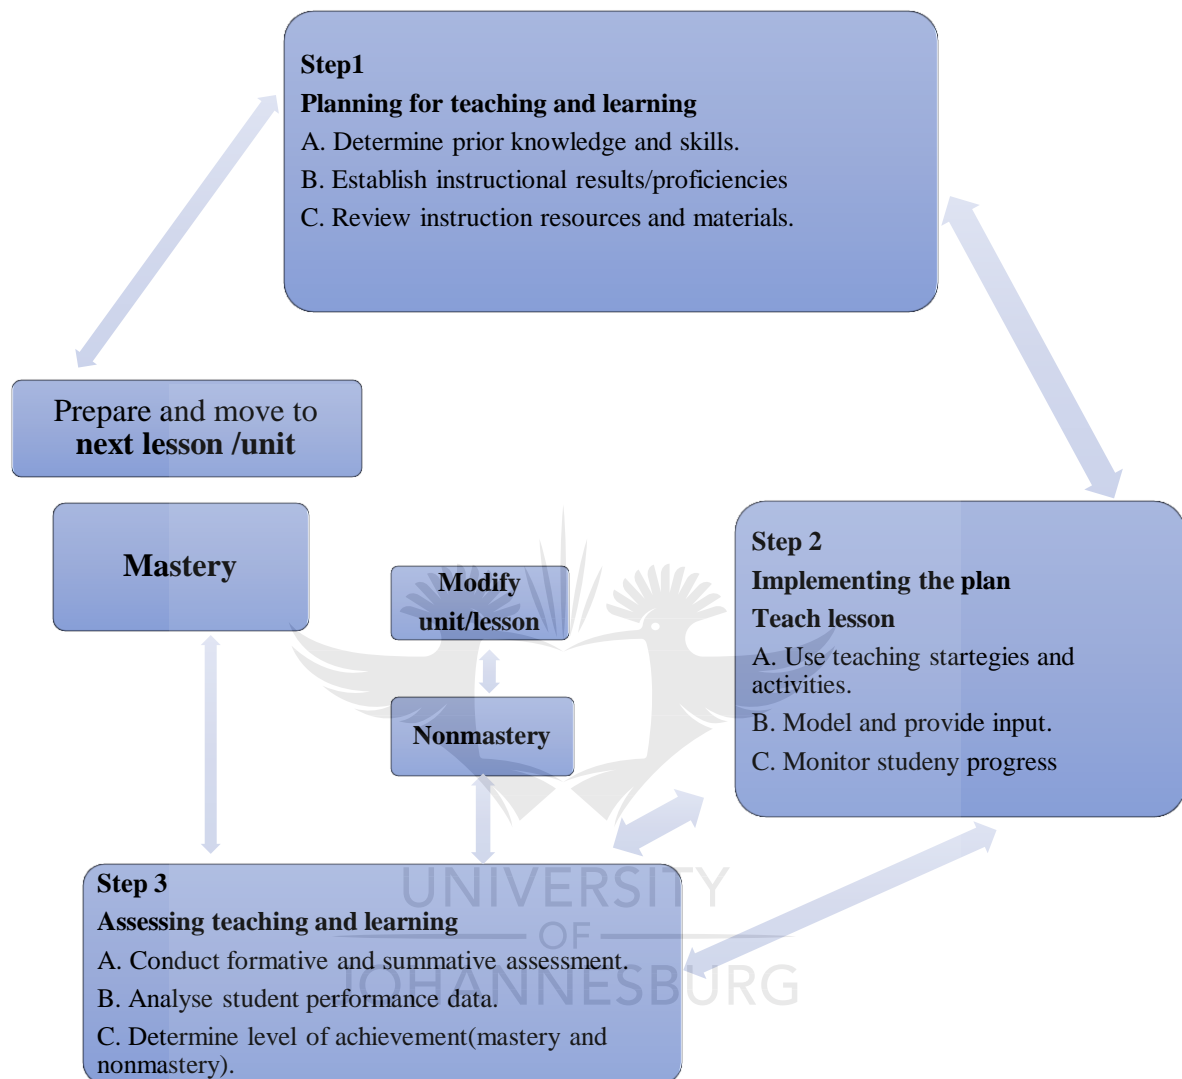 Step1
Planning for teaching and learning
A. Determine prior knowledge and skills.
B. Establish instructional results/proficiencies
C. Review instruction resources and materials.
Prepare and move to
next lesson /unit
Mastery
Modify
unit/lesson
Nonmastery
Step 2
Implementing the plan
Teach lesson
A. Use teaching startegies and
activities.
B. Model and provide input.
C. Monitor studeny progress
Step 3
Assessing teaching and learning
A. Conduct formative and summative assessment.
B. Analyse student performance data.
C. Determine level of achievement(mastery and
nonmastery).
UNIVERSITY
OF
JOHANNESBURG